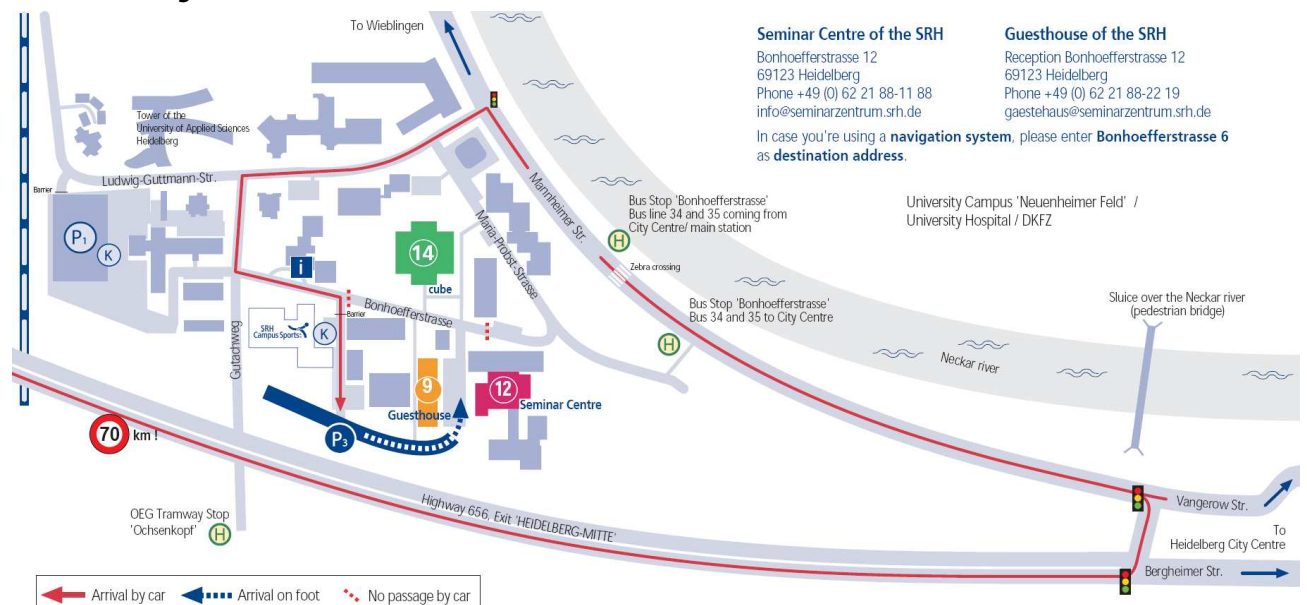 To Wieblingen
Seminar Centre of the SRH
Bonhoefferstrasse 12
69123 Heidelberg
Phone +49 (0) 62 21 88-11 88
info@seminarzentrum.srh.de
Guesthouse of the SRH
Reception Bonhoefferstrasse 12
69123 Heidelberg
Phone +49 (0) 62 21 88-22 19
gaestehaus@seminarzentrum.srh.de
In case you're using a navigation system, please enter Bonhoefferstrasse 6
as destination address.
Tower of the
University of Applied Sciences
Heidelberg
Barrier
Ludwig-Guttmann-Str.
Mannheimer Str.
Maria-Probst-Strasse
Bus Stop 'Bonhoefferstrasse'
Bus line 34 and 35 coming from
City Centre/ main station
H
University Campus 'Neuenheimer Feld' /
University Hospital / DKFZ
P1
K
i
14
cube
Zebra crossing
Bonhoefferstrasse
Barrier
SRH
Campus Sports
K
Gutachweg
Bus Stop 'Bonhoefferstrasse'
Bus 34 and 35 to City Centre
H
Sluice over the Neckar river
(pedestrian bridge)
Neckar river
9
Guesthouse
12
Seminar Centre
70 km !
P3
OEG Tramway Stop
'Ochsenkopf'
H
Highway 656, Exit 'HEIDELBERG-MITTE'
Vangerow Str.
To
Heidelberg City Centre
Bergheimer Str.
Arrival by car
Arrival on foot
No passage by car